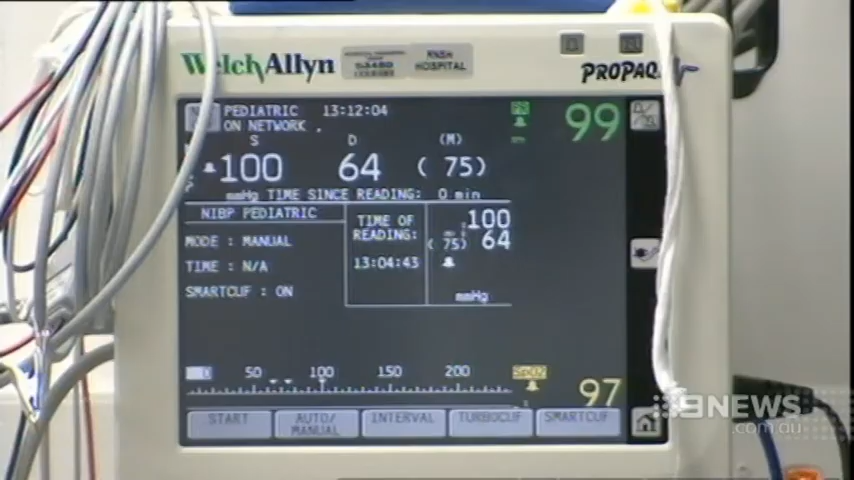 WelchAllyn
RNSH
HOSPITAL
PROPAQ
PEDIATRIC 13:12:04
ON NETWORK .
PR
99
S D (M)
100 64 ( 75)
mmHg TIME SINCE READING: 0 min
NIBP PEDIATRIC
MODE : MANUAL
TIME : N/A
SMARTCUF : ON
TIME OF
READING:
13:04:43
100
( 75) 64
mmHg
0 50 100 150 200
SpO2
97
START
AUTO/
MANUAL
INTERVAL
TURBOCUF
SMARTCUF
9NEWS
.com.au